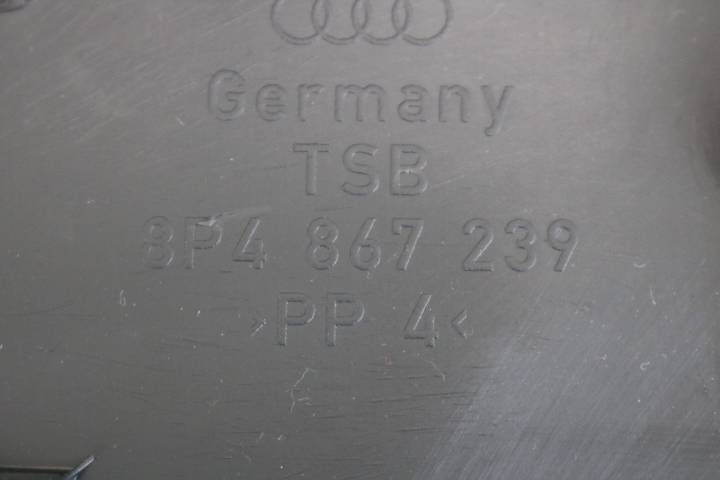 Germany
TSB
8P4 867 239
>PP 4<